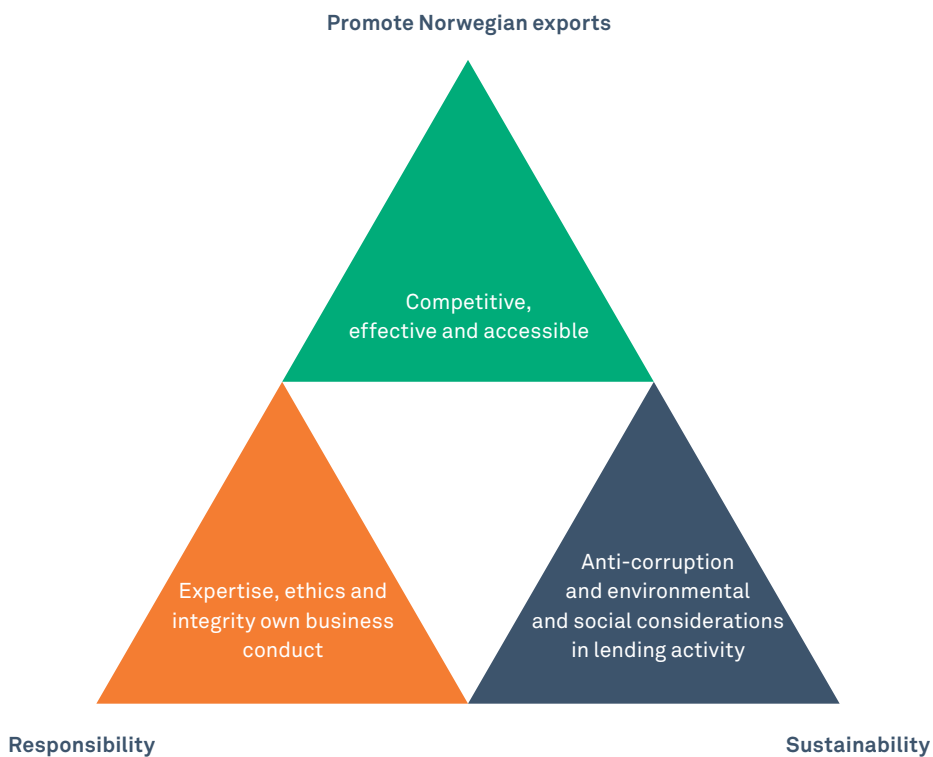 Promote Norwegian exports
Competitive,
effective and accessible
Expertise, ethics and
integrity own business
conduct
Anti-corruption
and environmental
and social considerations
in lending activity
Responsibility
Sustainability